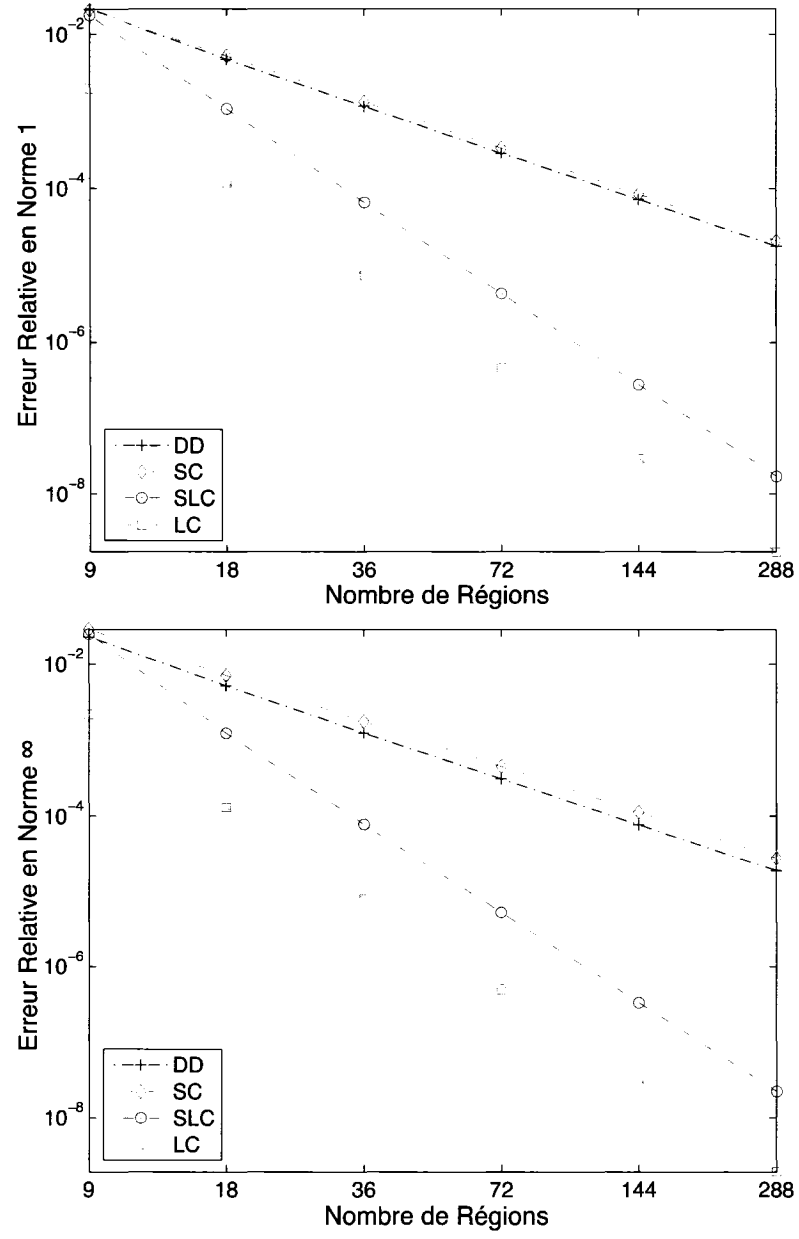 Erreur Relative en Norme 1
10^-2
10^-4
10^-6
10^-8
DD
SC
SLC
LC
9 18 36 72 144 288
Nombre de Régions
Erreur Relative en Norme ∞
10^-2
10^-4
10^-6
10^-8
DD
SC
SLC
LC
9 18 36 72 144 288
Nombre de Régions